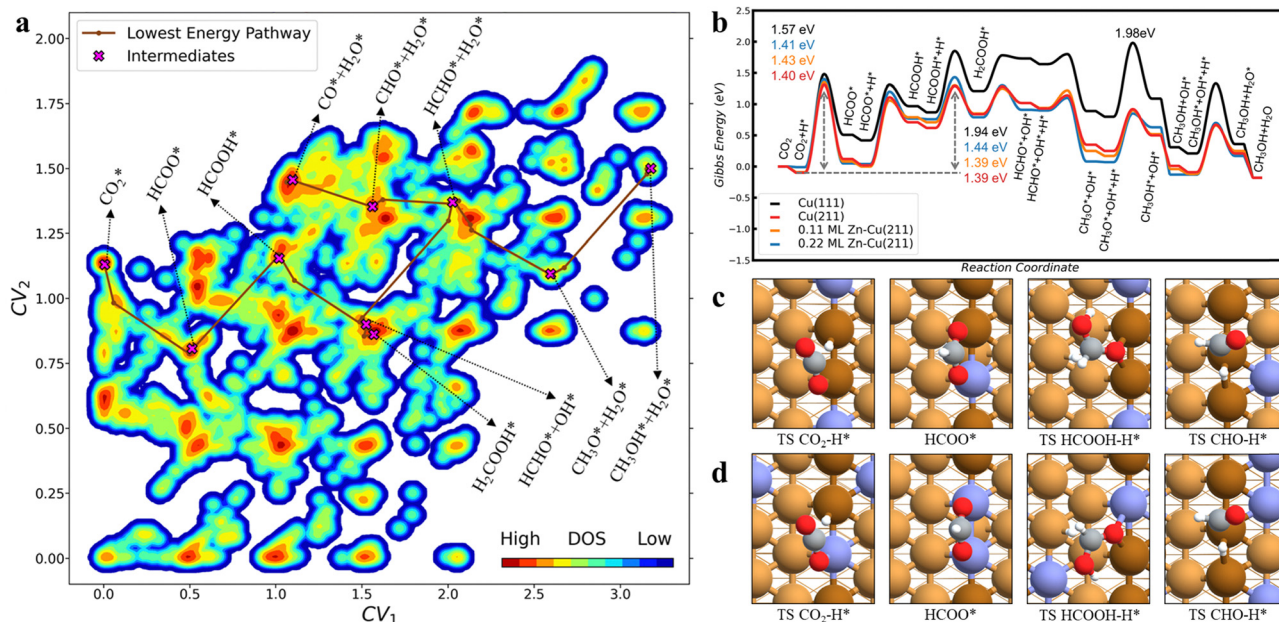 a
Lowest Energy Pathway
Intermediates
CO*+H₂O*
CHO*+H₂O*
HCHO*+H₂O*
CO₂*
HCOO*
HCOOH*
H₂COOH*
HCHO*+OH*
CH₃O*+H₂O*
CH₃OH*+H₂O*
High DOS Low
2.00
1.75
1.50
1.25
1.00
0.75
0.50
0.25
0.00
CV₂
0.0 0.5 1.0 1.5 2.0 2.5 3.0
CV₁
b
1.57 eV
1.41 eV
1.43 eV
1.40 eV
1.98eV
1.94 eV
1.44 eV
1.39 eV
1.39 eV
CO₂
CO₂+H*
HCOO*
HCOO*+H*
HCOOH*
HCOOH*+H*
H₂COOH*
HCHO*+OH*
HCHO*+OH*+H*
CH₃O*+OH*
CH₃O*+OH*+H*
CH₃OH*+OH*
CH₃OH+OH*
CH₃OH*+OH*+H*
CH₃OH+H₂O*
CH₃OH+H₂O
Cu(111)
Cu(211)
0.11 ML Zn-Cu(211)
0.22 ML Zn-Cu(211)
2.5
2.0
1.5
1.0
0.5
0.0
−0.5
−1.0
−1.5
Gibbs Energy (eV)
Reaction Coordinate
c
TS CO₂-H* HCOO* TS HCOOH-H* TS CHO-H*
d
TS CO₂-H* HCOO* TS HCOOH-H* TS CHO-H*